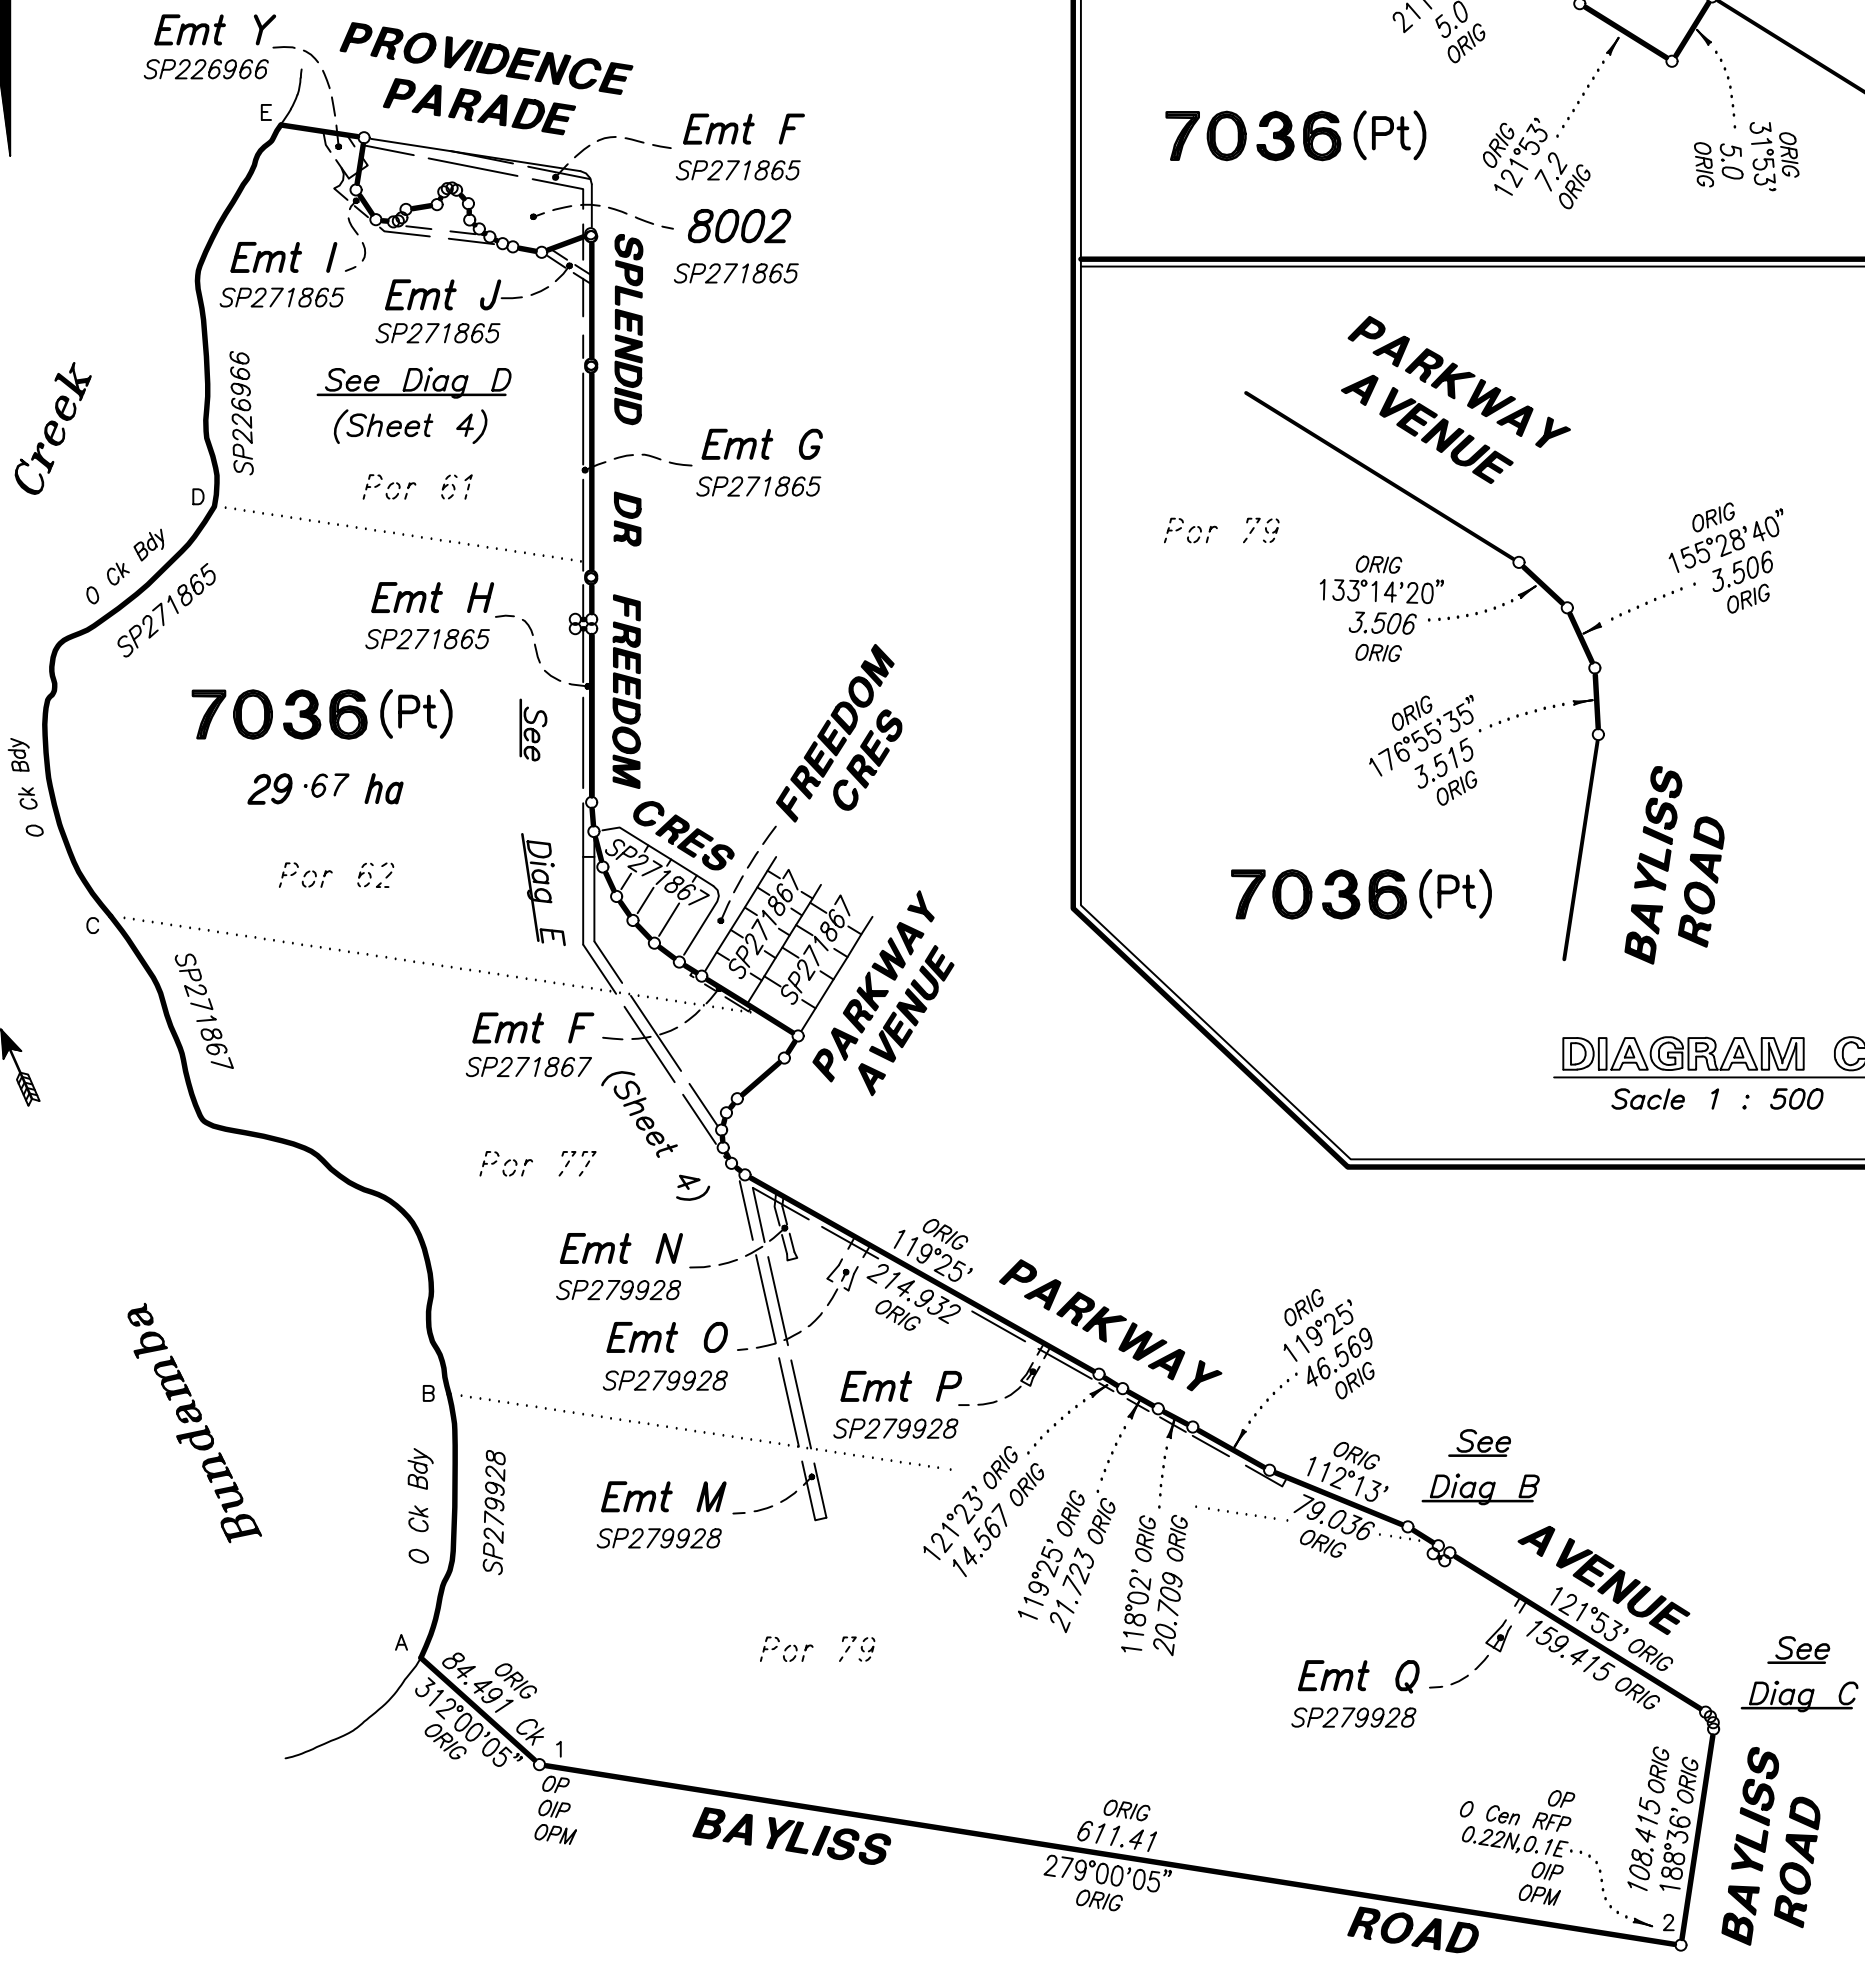 Emt Y
SP226966
PROVIDENCE
PARADE
E
Emt F
SP271865
8002
SP271865
Emt I
SP271865
Emt J
SP271865
See Diag D
(Sheet 4)
Por 61
SP226966
Creek
D
SPLENDID DR
Emt G
SP271865
O Ck Bdy
SP271865
Emt H
SP271865
FREEDOM CRES
7036 (Pt)
29.67 ha
See Diag E (Sheet 4)
O Ck Bdy
Por 62
C
SP271867
FREEDOM
CRES
SP271867
SP271867
SP271867
PARKWAY
AVENUE
Emt F
SP271867
Por 77
Emt N
SP279928
Emt O
SP279928
Emt P
SP279928
Emt M
SP279928
Bundamba
B
O Ck Bdy
SP279928
A
ORIG
119°25'
214.932
ORIG
PARKWAY AVENUE
ORIG
119°25'
46.569
ORIG
121°23' ORIG
14.567 ORIG
119°25' ORIG
21.723 ORIG
118°02' ORIG
20.709 ORIG
ORIG
112°13'
79.036
ORIG
See
Diag B
121°53' ORIG
159.415 ORIG
Por 79
Emt Q
SP279928
See
Diag C
ORIG
84.491 Ck
312°00'05"
ORIG
1
OP
OIP
OPM
BAYLISS ROAD
ORIG
611.41
279°00'05"
ORIG
OP
O Cen RFP
0.22N,0.1E
OIP
OPM
2
108.415 ORIG
188°36' ORIG
BAYLISS
ROAD
5.0
ORIG
7036 (Pt)
ORIG
121°53'
7.2
ORIG
ORIG
31°53'
5.0
ORIG
PARKWAY
AVENUE
Por 79
ORIG
133°14'20"
3.506
ORIG
ORIG
155°28'40"
3.506
ORIG
ORIG
176°55'35"
3.515
ORIG
BAYLISS
ROAD
7036 (Pt)
DIAGRAM C
Sacle 1 : 500